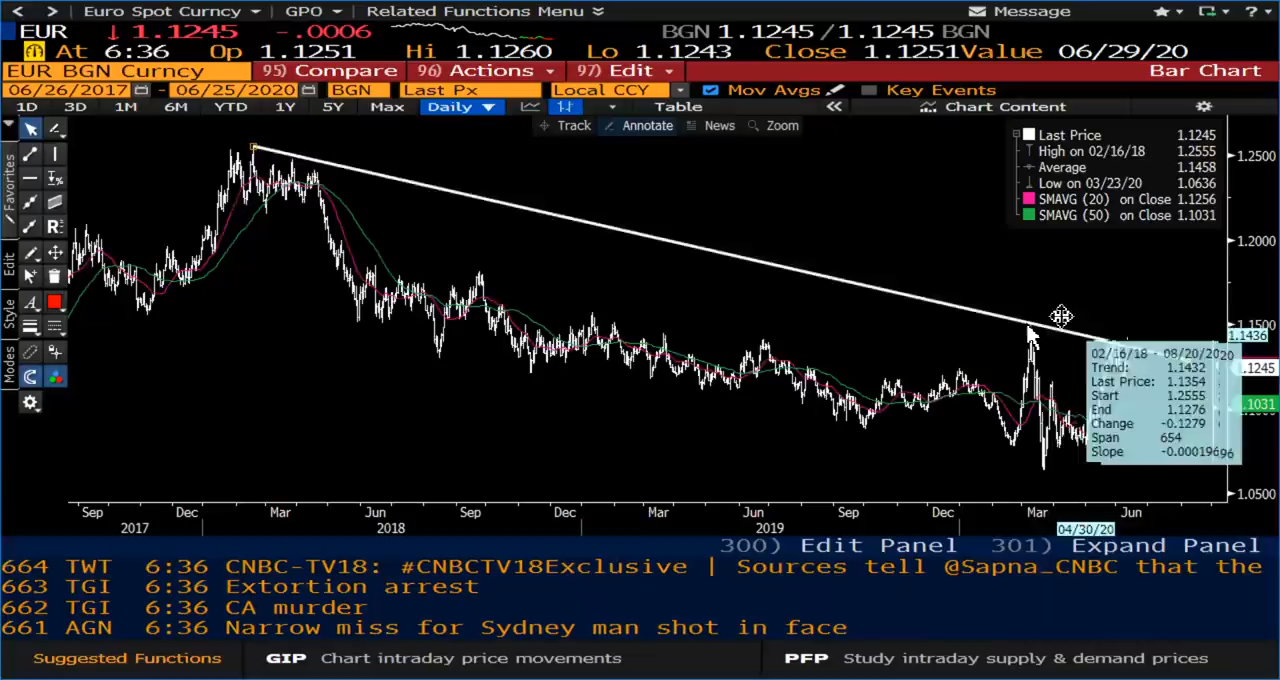 < > Euro Spot Currncy GPO Related Functions Menu Message
EUR ↓ 1.1245 -.0006 BGN 1.1245/1.1245 BGN
At 6:36 Op 1.1251 Hi 1.1260 Lo 1.1243 Close 1.1251 Value 06/29/20
EUR BGN Curncy 95) Compare 96) Actions 97) Edit Bar Chart
06/26/2017 - 06/25/2020 BGN Last Px Local CCY Mov Avgs Key Events
1D 3D 1M 6M YTD 1Y 5Y Max Daily Table Chart Content
Track Annotate News Zoom
Favorites
Edit
Style
Modes
Last Price 1.1245
High on 02/16/18 1.2555
Average 1.1458
Low on 03/23/20 1.0636
SMAVG (20) on Close 1.1256
SMAVG (50) on Close 1.1031
1.2500
1.2000
1.1500
1.1436
1.1245
1.1031
1.0500
02/16/18 - 08/20/2020
Trend: 1.1432
Last Price: 1.1354
Start 1.2555
End 1.1276
Change -0.1279
Span 654
Slope -0.000196
Sep Dec Mar Jun Sep Dec Mar Jun Sep Dec Mar Jun
2017 2018 2019 04/30/20
300) Edit Panel 301) Expand Panel
664 TWT 6:36 CNBC-TV18: #CNBCTV18Exclusive | Sources tell @Sapna_CNBC that the
663 TGI 6:36 Extortion arrest
662 TGI 6:36 CA murder
661 AGN 6:36 Narrow miss for Sydney man shot in face
Suggested Functions GIP Chart intraday price movements PFP Study intraday supply & demand prices